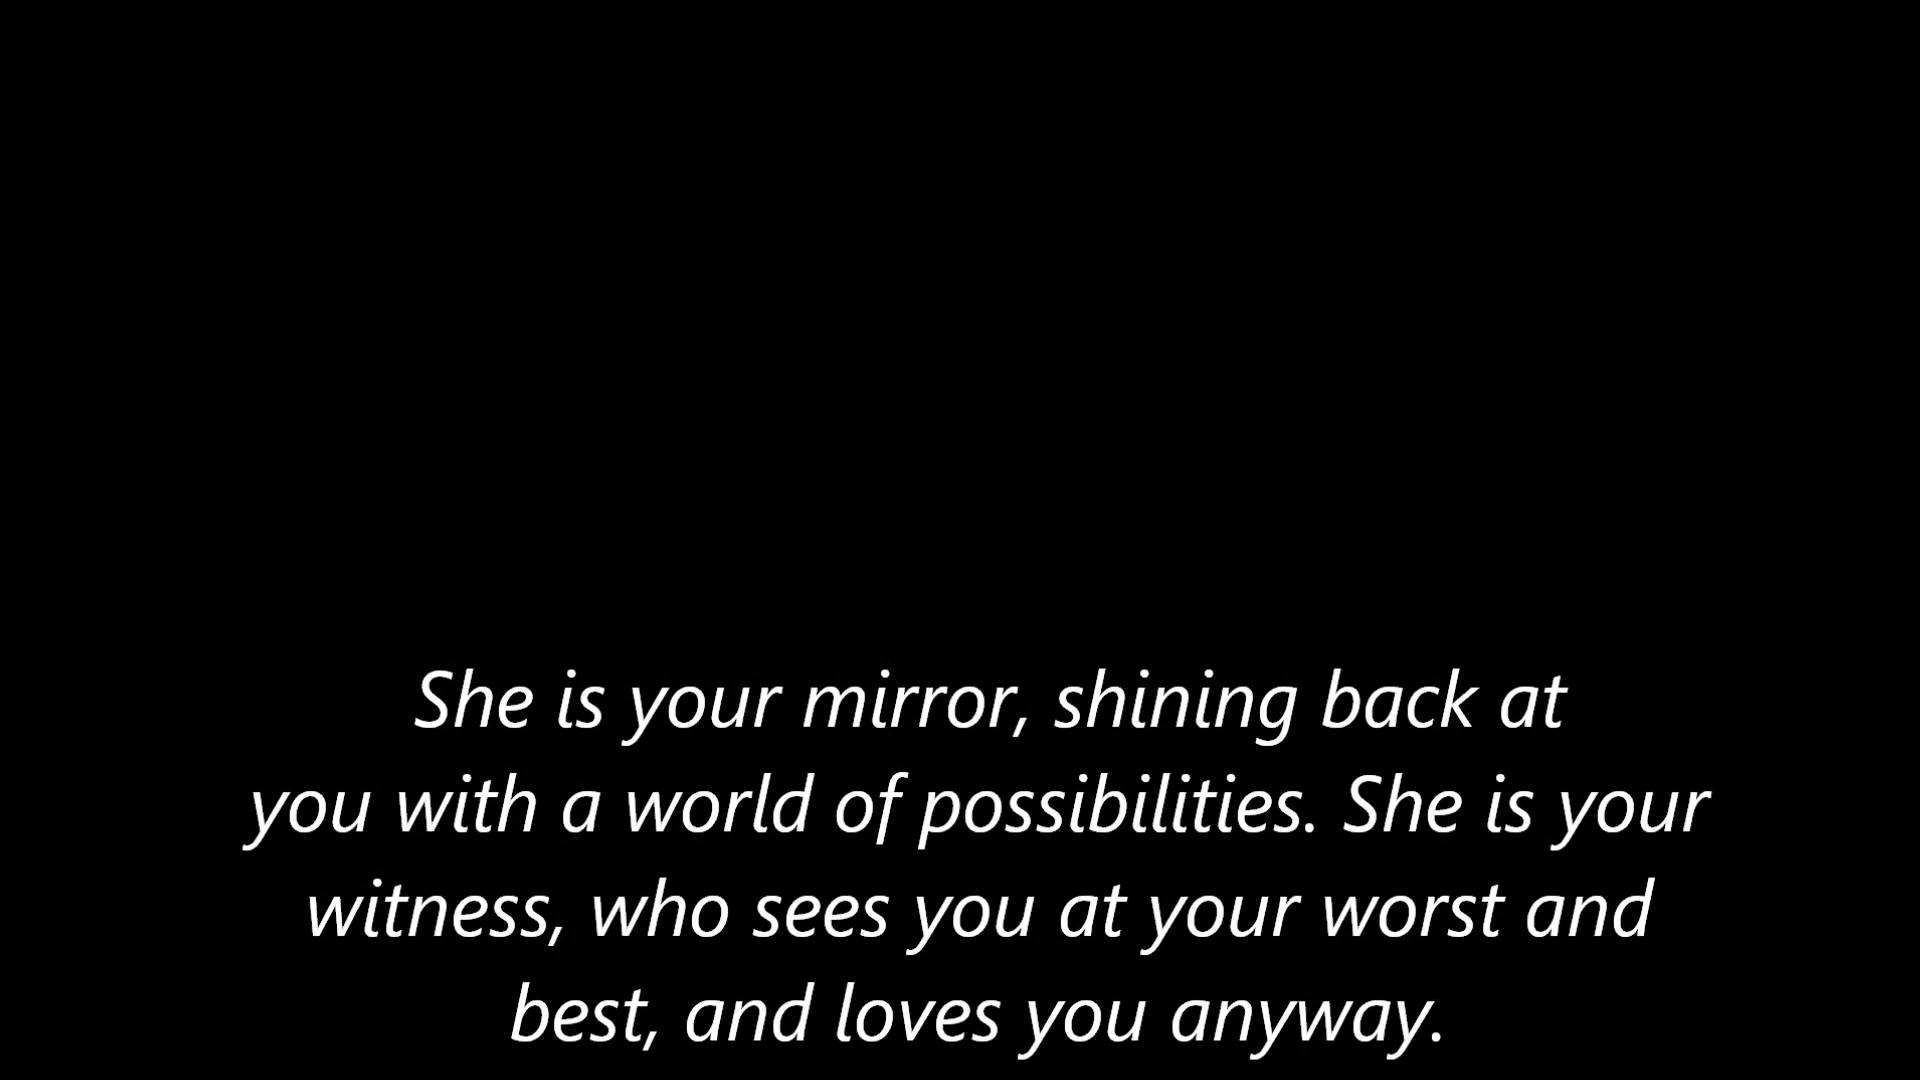 She is your mirror, shining back at
you with a world of possibilities. She is your
witness, who sees you at your worst and
best, and loves you anyway.